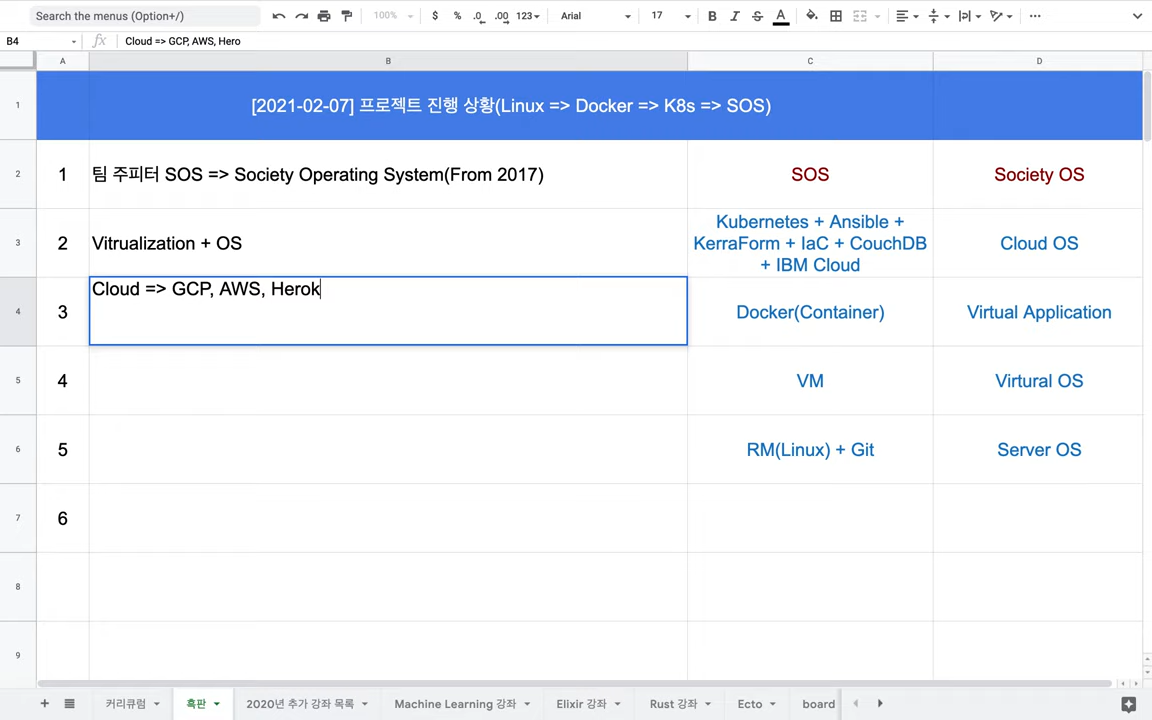 Search the menus (Option+/)
100%
$ % .0 .00 123
Arial
17
B I S A
B4
fx
Cloud => GCP, AWS, Hero
A B C D
1
[2021-02-07] 프로젝트 진행 상황(Linux => Docker => K8s => SOS)
2
1
팀 주피터 SOS => Society Operating System(From 2017)
SOS
Society OS
3
2
Vitrualization + OS
Kubernetes + Ansible +
KerraForm + IaC + CouchDB
+ IBM Cloud
Cloud OS
4
3
Cloud => GCP, AWS, Herok
Docker(Container)
Virtual Application
5
4
VM
Virtural OS
6
5
RM(Linux) + Git
Server OS
7
6
8
9
커리큐럼
흑판
2020년 추가 강좌 목록
Machine Learning 강좌
Elixir 강좌
Rust 강좌
Ecto
board